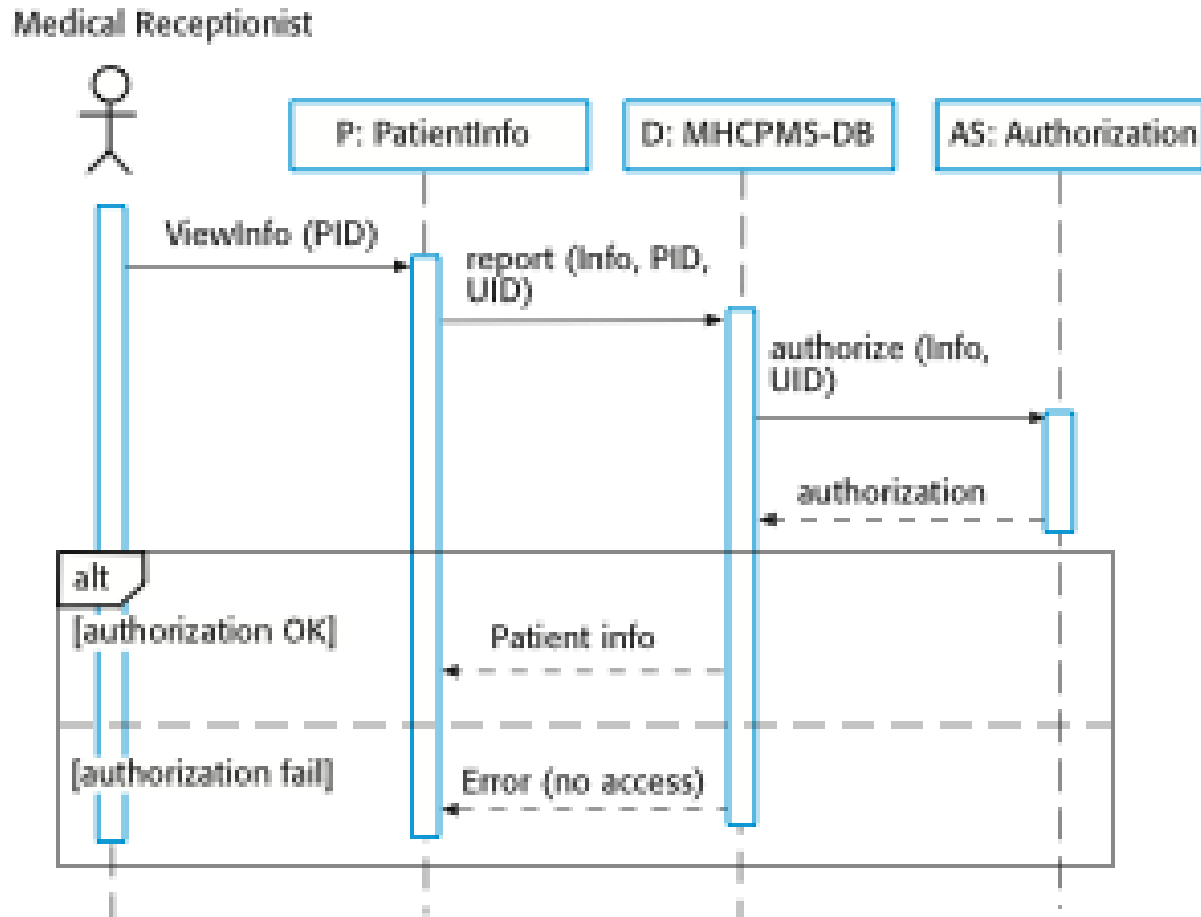 Medical Receptionist
P: PatientInfo
D: MHCPMS-DB
AS: Authorization
ViewInfo (PID)
report (Info, PID,
UID)
authorize (Info,
UID)
authorization
alt
[authorization OK]
Patient info
[authorization fail]
Error (no access)